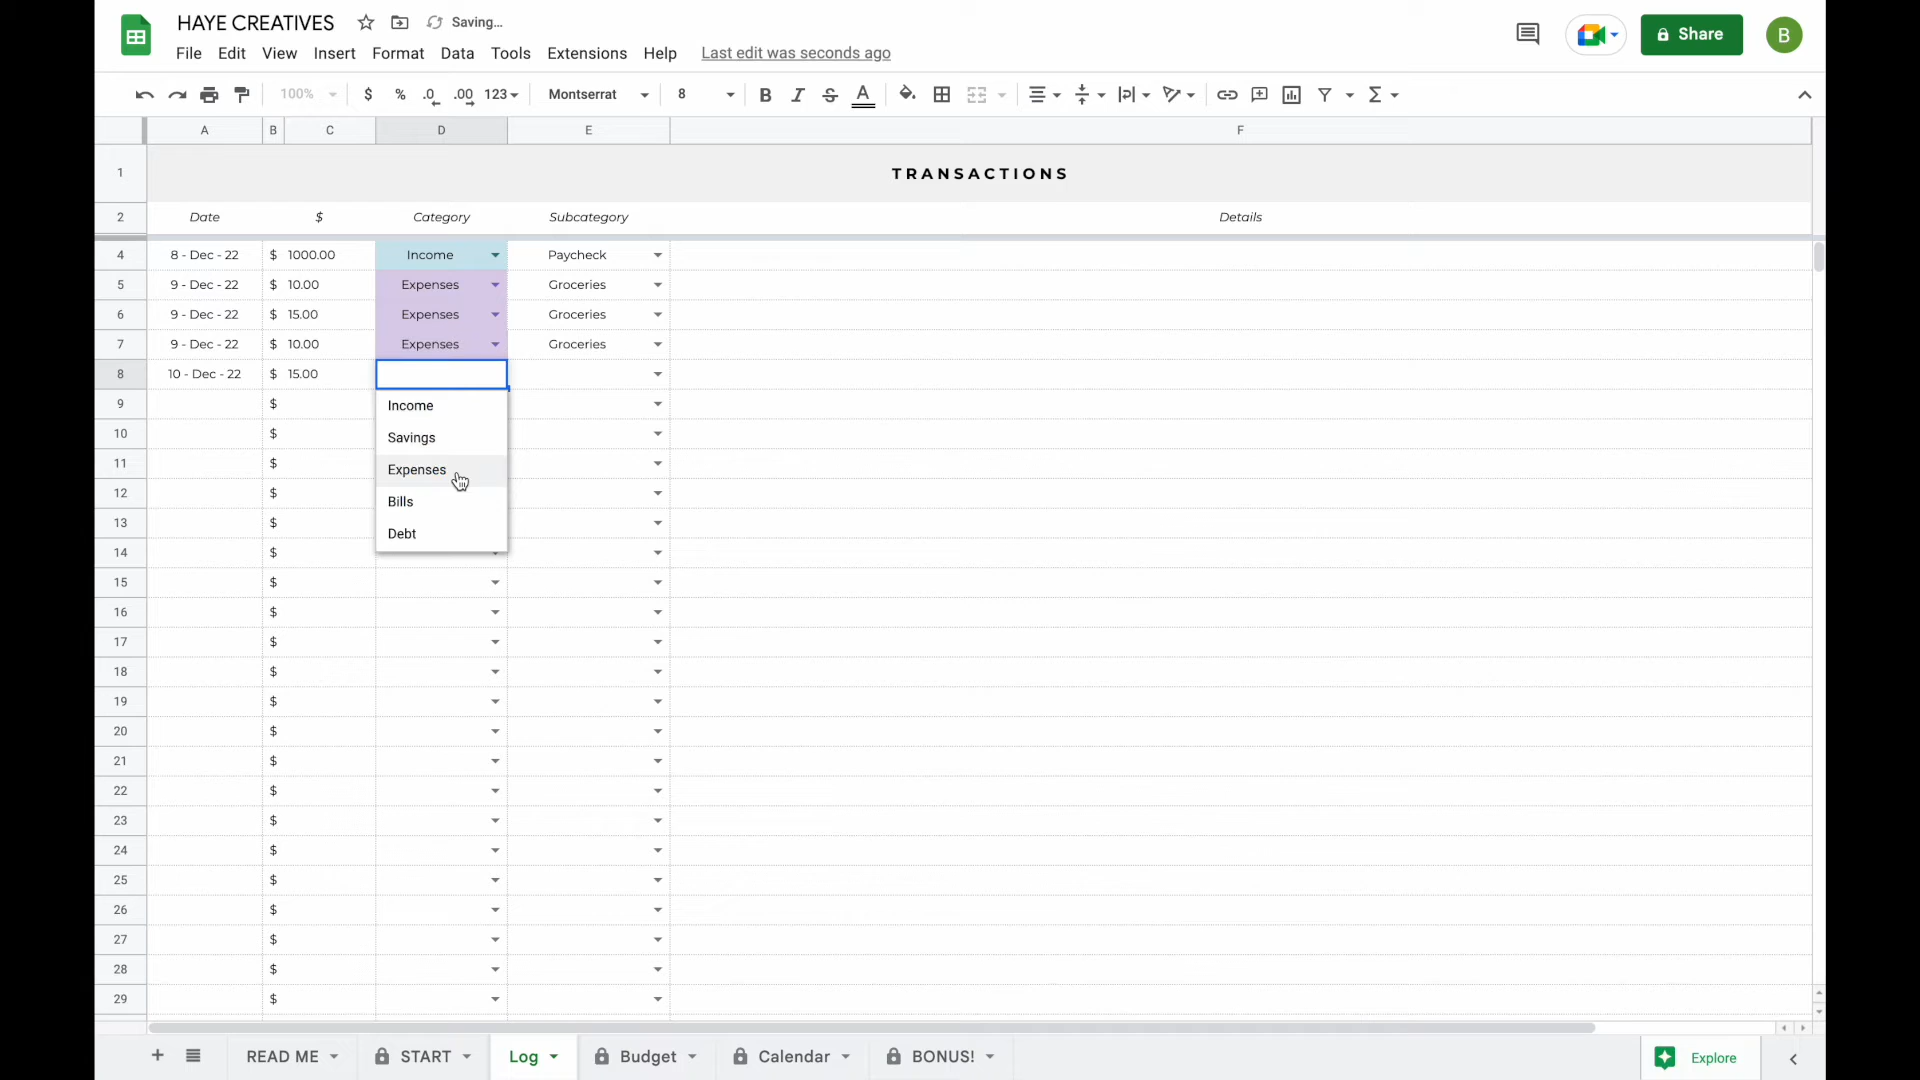 HAYE CREATIVES Saving...
File Edit View Insert Format Data Tools Extensions Help Last edit was seconds ago
Share B
100% $ % .0 .00 123 Montserrat 8 B I S A Σ
A B C D E F
1 TRANSACTIONS
2 Date $ Category Subcategory Details
4 8 - Dec - 22 $ 1000.00 Income Paycheck
5 9 - Dec - 22 $ 10.00 Expenses Groceries
6 9 - Dec - 22 $ 15.00 Expenses Groceries
7 9 - Dec - 22 $ 10.00 Expenses Groceries
8 10 - Dec - 22 $ 15.00
9 $ Income
10 $ Savings
11 $ Expenses
12 $ Bills
13 $ Debt
14 $
15 $
16 $
17 $
18 $
19 $
20 $
21 $
22 $
23 $
24 $
25 $
26 $
27 $
28 $
29 $
+ READ ME START Log Budget Calendar BONUS! Explore